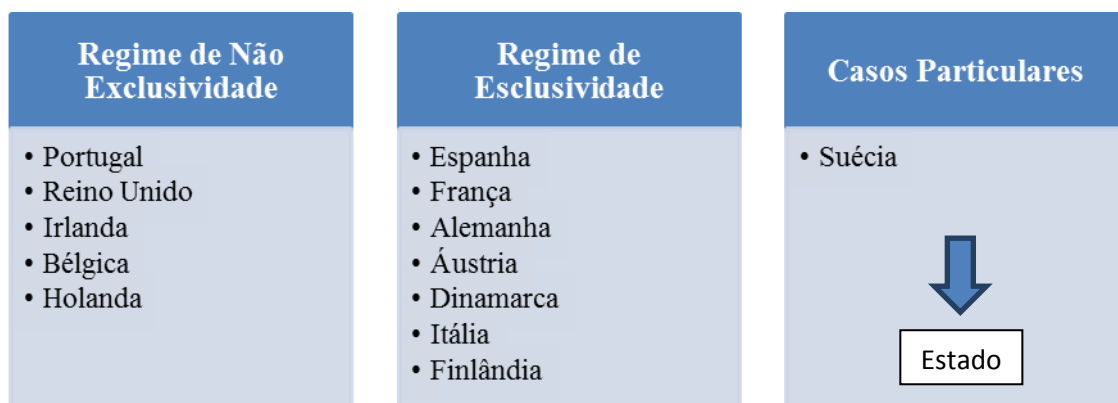 Regime de Não
Exclusividade
• Portugal
• Reino Unido
• Irlanda
• Bélgica
• Holanda
Regime de
Esclusividade
• Espanha
• França
• Alemanha
• Áustria
• Dinamarca
• Itália
• Finlândia
Casos Particulares
• Suécia
Estado